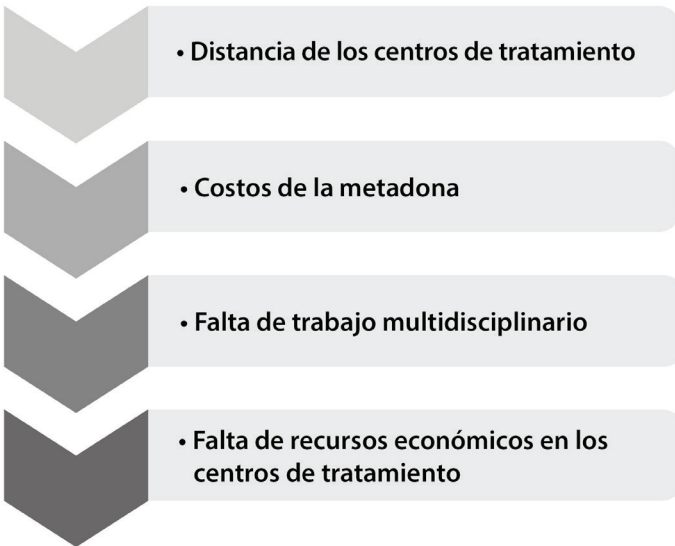 • Distancia de los centros de tratamiento
• Costos de la metadona
• Falta de trabajo multidisciplinario
• Falta de recursos económicos en los
centros de tratamiento